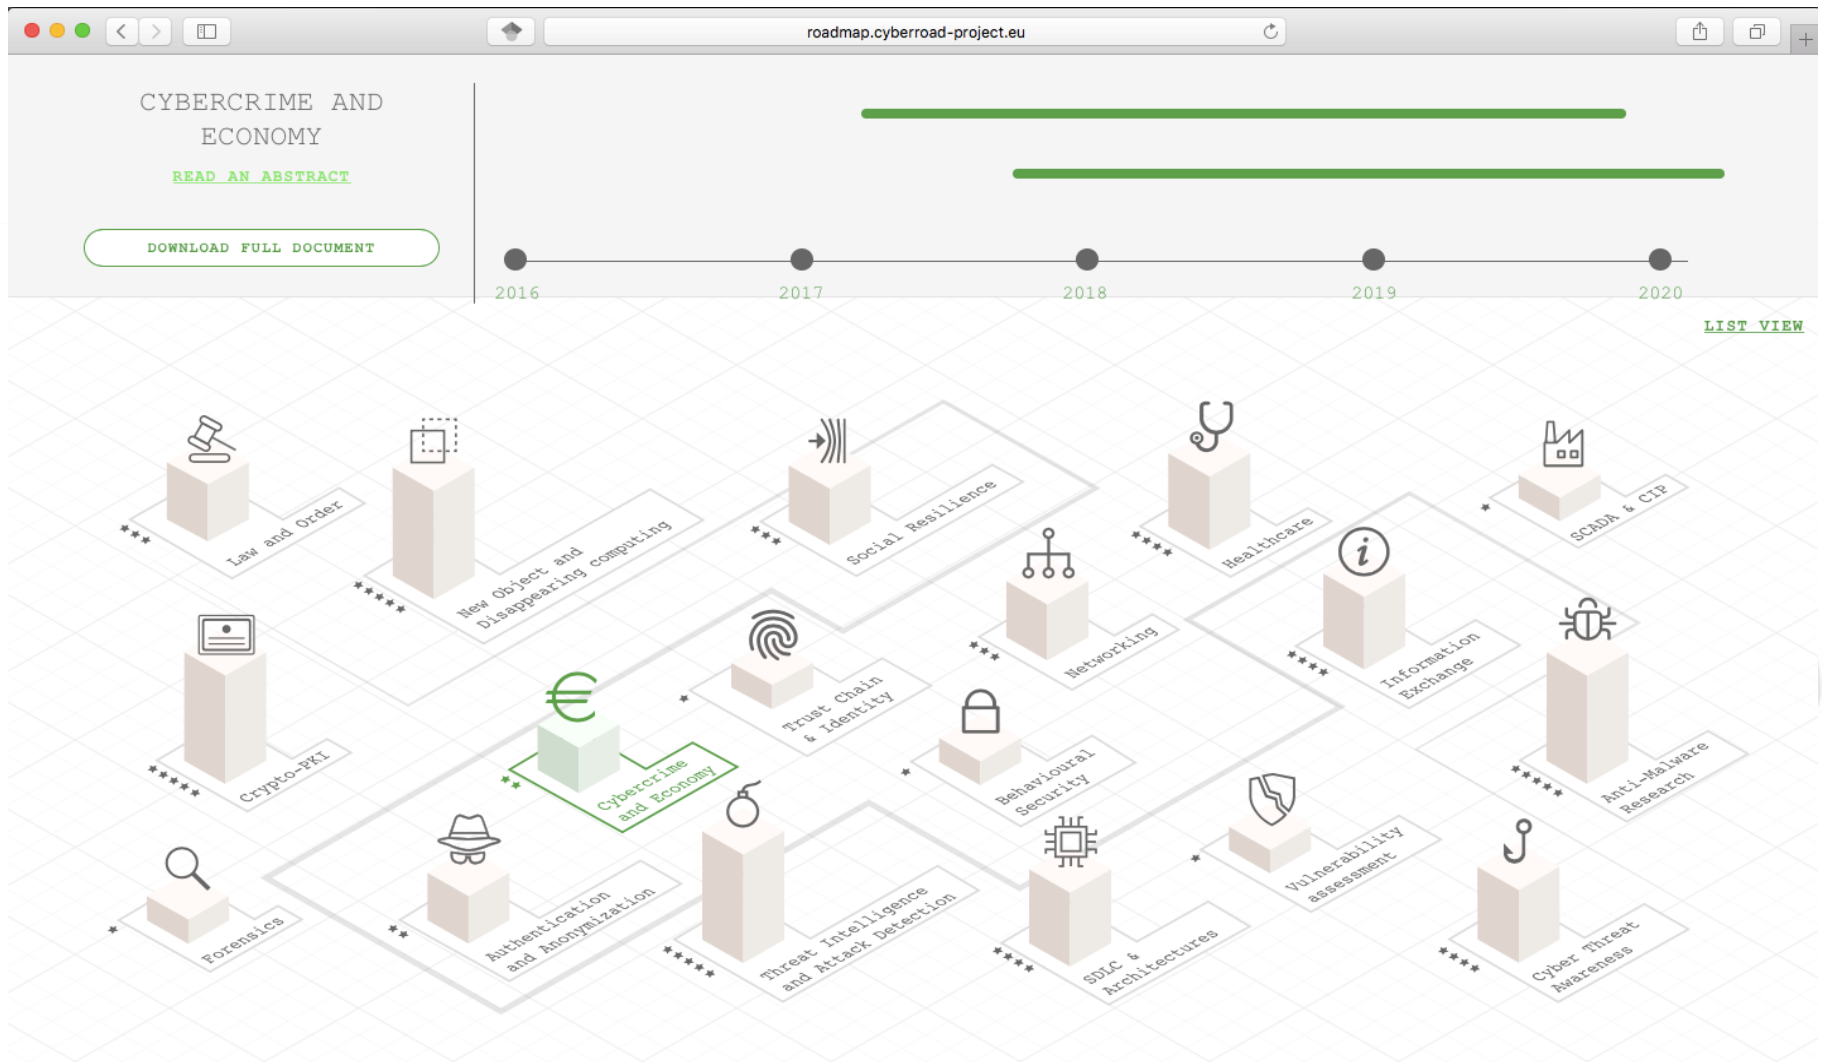 roadmap.cyberroad-project.eu
CYBERCRIME AND
ECONOMY
READ AN ABSTRACT
DOWNLOAD FULL DOCUMENT
2016
2017
2018
2019
2020
LIST VIEW
Law and Order
New Object and
Disappearing computing
Social Resilience
Healthcare
SCADA & CIP
Crypto-PKI
Cybercrime
and Economy
Trust Chain
& Identity
Networking
Information
Exchange
Behavioural
Security
Anti-Malware
Research
Forensics
Authentication
and Anonymization
Threat Intelligence
and Attack Detection
SDLC &
Architectures
Vulnerability
assessment
Cyber Threat
Awareness